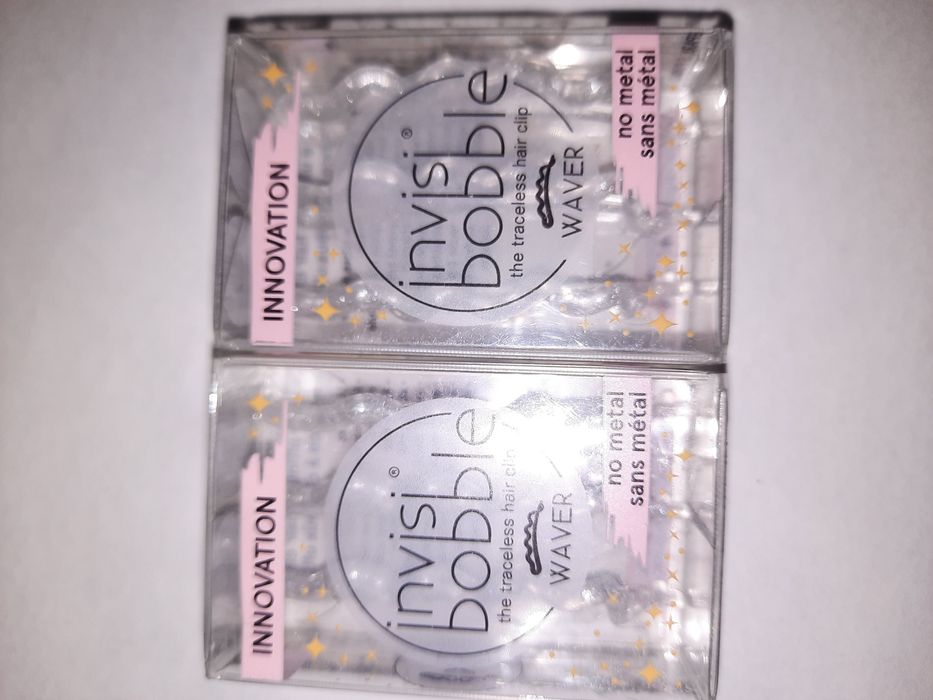 INNOVATION
invisi
bobble®
the traceless hair clip
WAVER
no metal
sans métal
INNOVATION
invisi
bobble®
the traceless hair clip
WAVER
no metal
sans métal